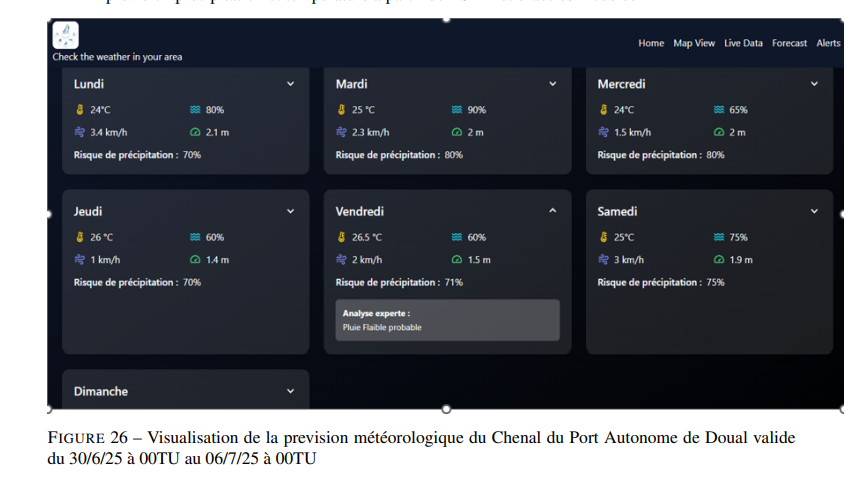 Check the weather in your area
Home Map View Live Data Forecast Alerts
Lundi
24°C 80%
3.4 km/h 2.1 m
Risque de précipitation : 70%
Mardi
25 °C 90%
2.3 km/h 2 m
Risque de précipitation : 80%
Mercredi
24°C 65%
1.5 km/h 2 m
Risque de précipitation : 80%
Jeudi
26 °C 60%
1 km/h 1.4 m
Risque de précipitation : 70%
Vendredi
26.5 °C 60%
2 km/h 1.5 m
Risque de précipitation : 71%
Analyse experte :
Pluie Flaible probable
Samedi
25°C 75%
3 km/h 1.9 m
Risque de précipitation : 75%
Dimanche
FIGURE 26 – Visualisation de la prevision météorologique du Chenal du Port Autonome de Doual valide
du 30/6/25 à 00TU au 06/7/25 à 00TU